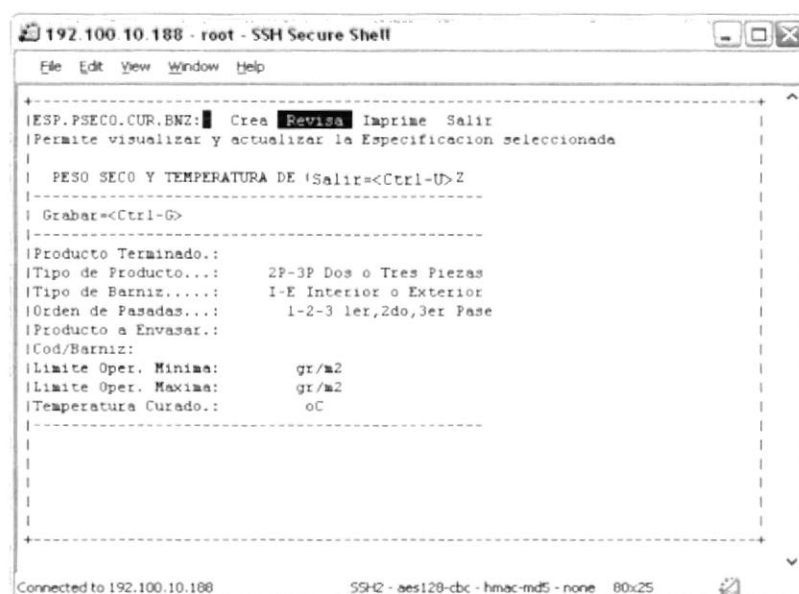 192.100.10.188 - root - SSH Secure Shell
File Edit View Window Help
ESP.PSECO.CUR.BNZ: Crea Revisa Imprime Salir
Permite visualizar y actualizar la Especificacion seleccionada
PESO SECO Y TEMPERATURA DE (Salir=<Ctrl-U>Z
Grabar=<Ctrl-G>
Producto Terminado.:
Tipo de Producto...: 2P-3P Dos o Tres Piezas
Tipo de Barniz.....: I-E Interior o Exterior
Orden de Pasadas...: 1-2-3 1er,2do,3er Pase
Producto a Envasar.:
Cod/Barniz:
Limite Oper. Minima: gr/m2
Limite Oper. Maxima: gr/m2
Temperatura Curado.: oC
Connected to 192.100.10.188 SSH2 - aes128-cbc - hmac-md5 - none 80x25